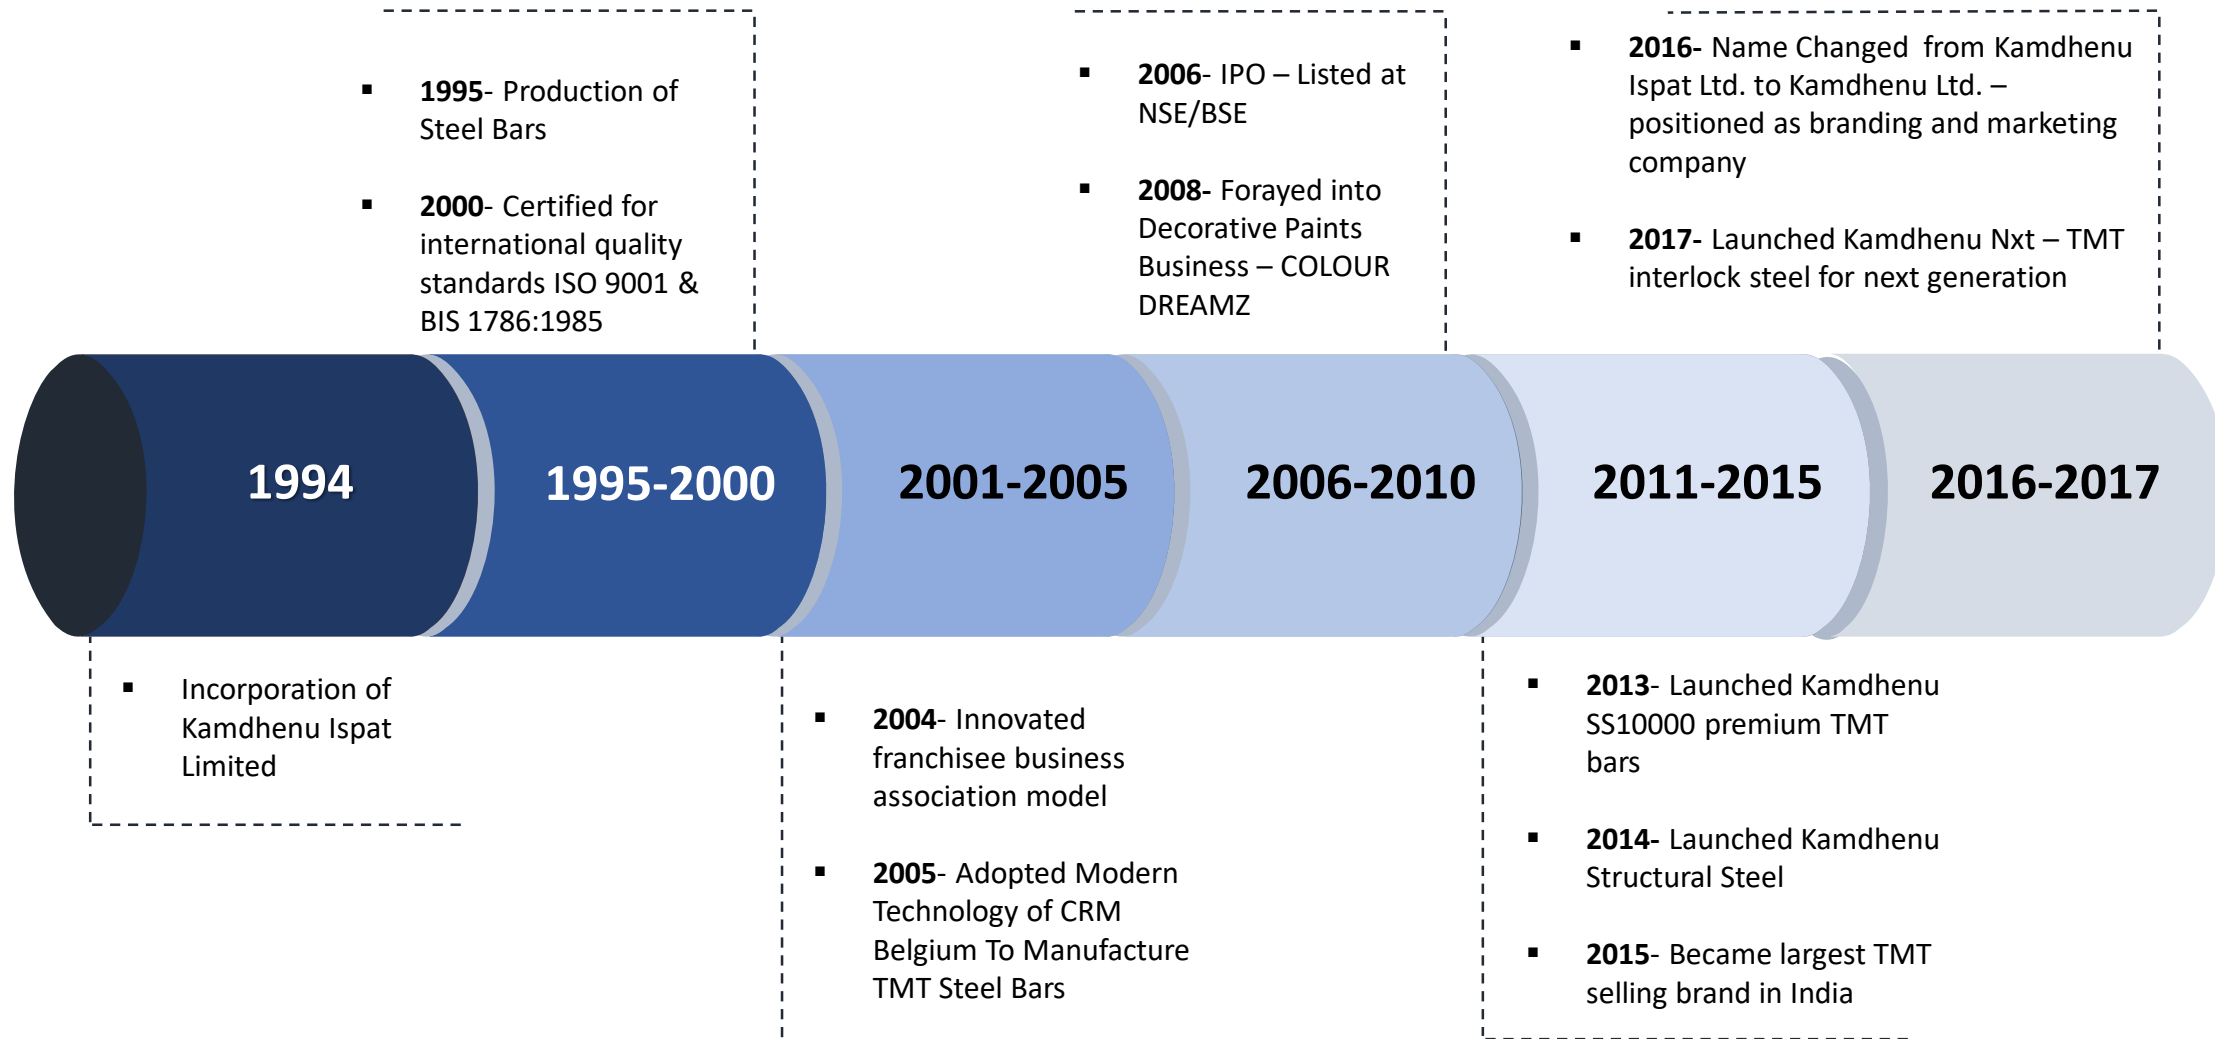 ▪ 1995- Production of
Steel Bars
▪ 2000- Certified for
international quality
standards ISO 9001 &
BIS 1786:1985
▪ 2006- IPO – Listed at
NSE/BSE
▪ 2008- Forayed into
Decorative Paints
Business – COLOUR
DREAMZ
▪ 2016- Name Changed from Kamdhenu
Ispat Ltd. to Kamdhenu Ltd. –
positioned as branding and marketing
company
▪ 2017- Launched Kamdhenu Nxt – TMT
interlock steel for next generation
1994
1995-2000
2001-2005
2006-2010
2011-2015
2016-2017
▪ Incorporation of
Kamdhenu Ispat
Limited
▪ 2004- Innovated
franchisee business
association model
▪ 2005- Adopted Modern
Technology of CRM
Belgium To Manufacture
TMT Steel Bars
▪ 2013- Launched Kamdhenu
SS10000 premium TMT
bars
▪ 2014- Launched Kamdhenu
Structural Steel
▪ 2015- Became largest TMT
selling brand in India